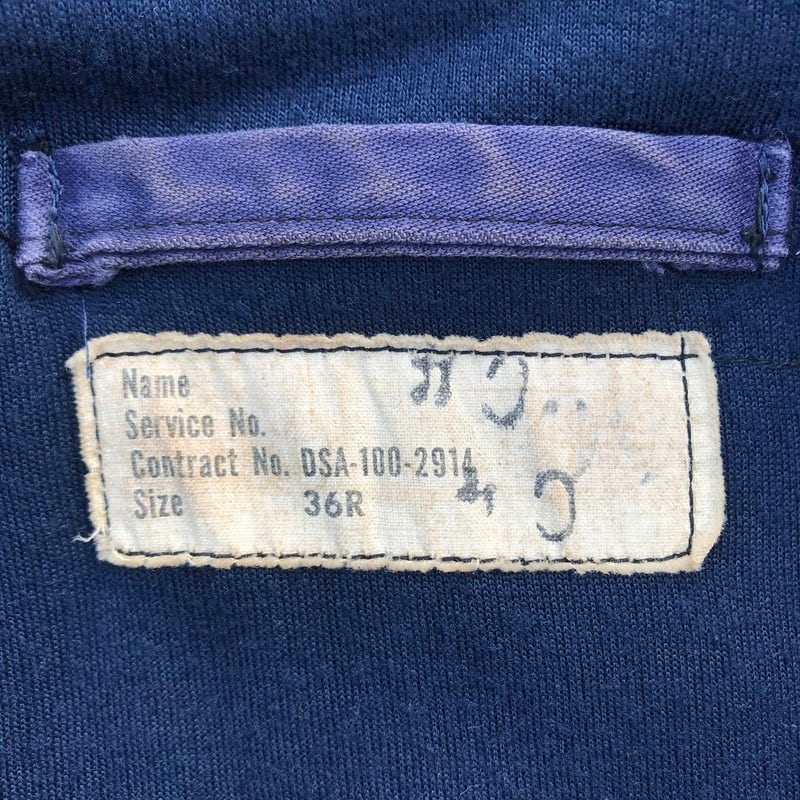 Name
Service No.
Contract No. DSA-100-2914
Size 36R